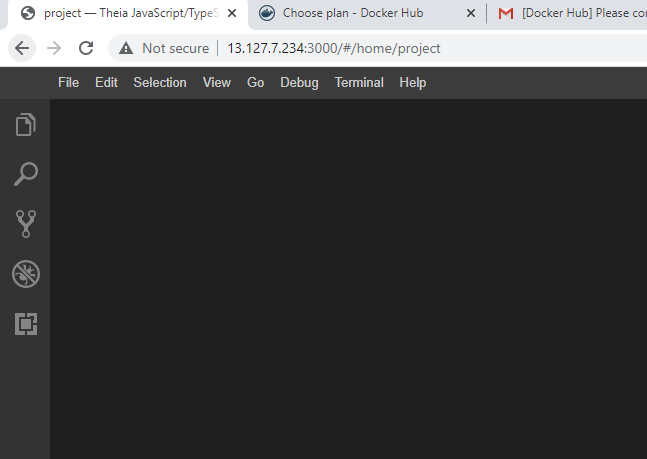 project — Theia JavaScript/TypeS
Choose plan - Docker Hub
[Docker Hub] Please co
Not secure
13.127.7.234:3000/#/home/project
File Edit Selection View Go Debug Terminal Help